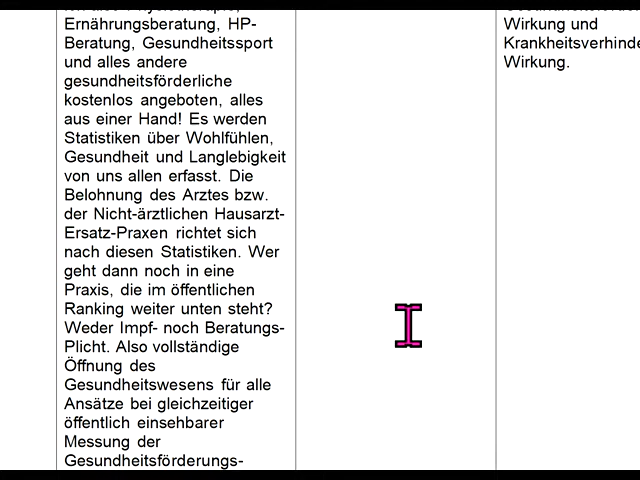 Ernährungsberatung, HP-
Beratung, Gesundheitssport
und alles andere
gesundheitsförderliche
kostenlos angeboten, alles
aus einer Hand! Es werden
Statistiken über Wohlfühlen,
Gesundheit und Langlebigkeit
von uns allen erfasst. Die
Belohnung des Arztes bzw.
der Nicht-ärztlichen Hausarzt-
Ersatz-Praxen richtet sich
nach diesen Statistiken. Wer
geht dann noch in eine
Praxis, die im öffentlichen
Ranking weiter unten steht?
Weder Impf- noch Beratungs-
Plicht. Also vollständige
Öffnung des
Gesundheitswesens für alle
Ansätze bei gleichzeitiger
öffentlich einsehbarer
Messung der
Gesundheitsförderungs-
Wirkung und
Krankheitsverhinde
Wirkung.